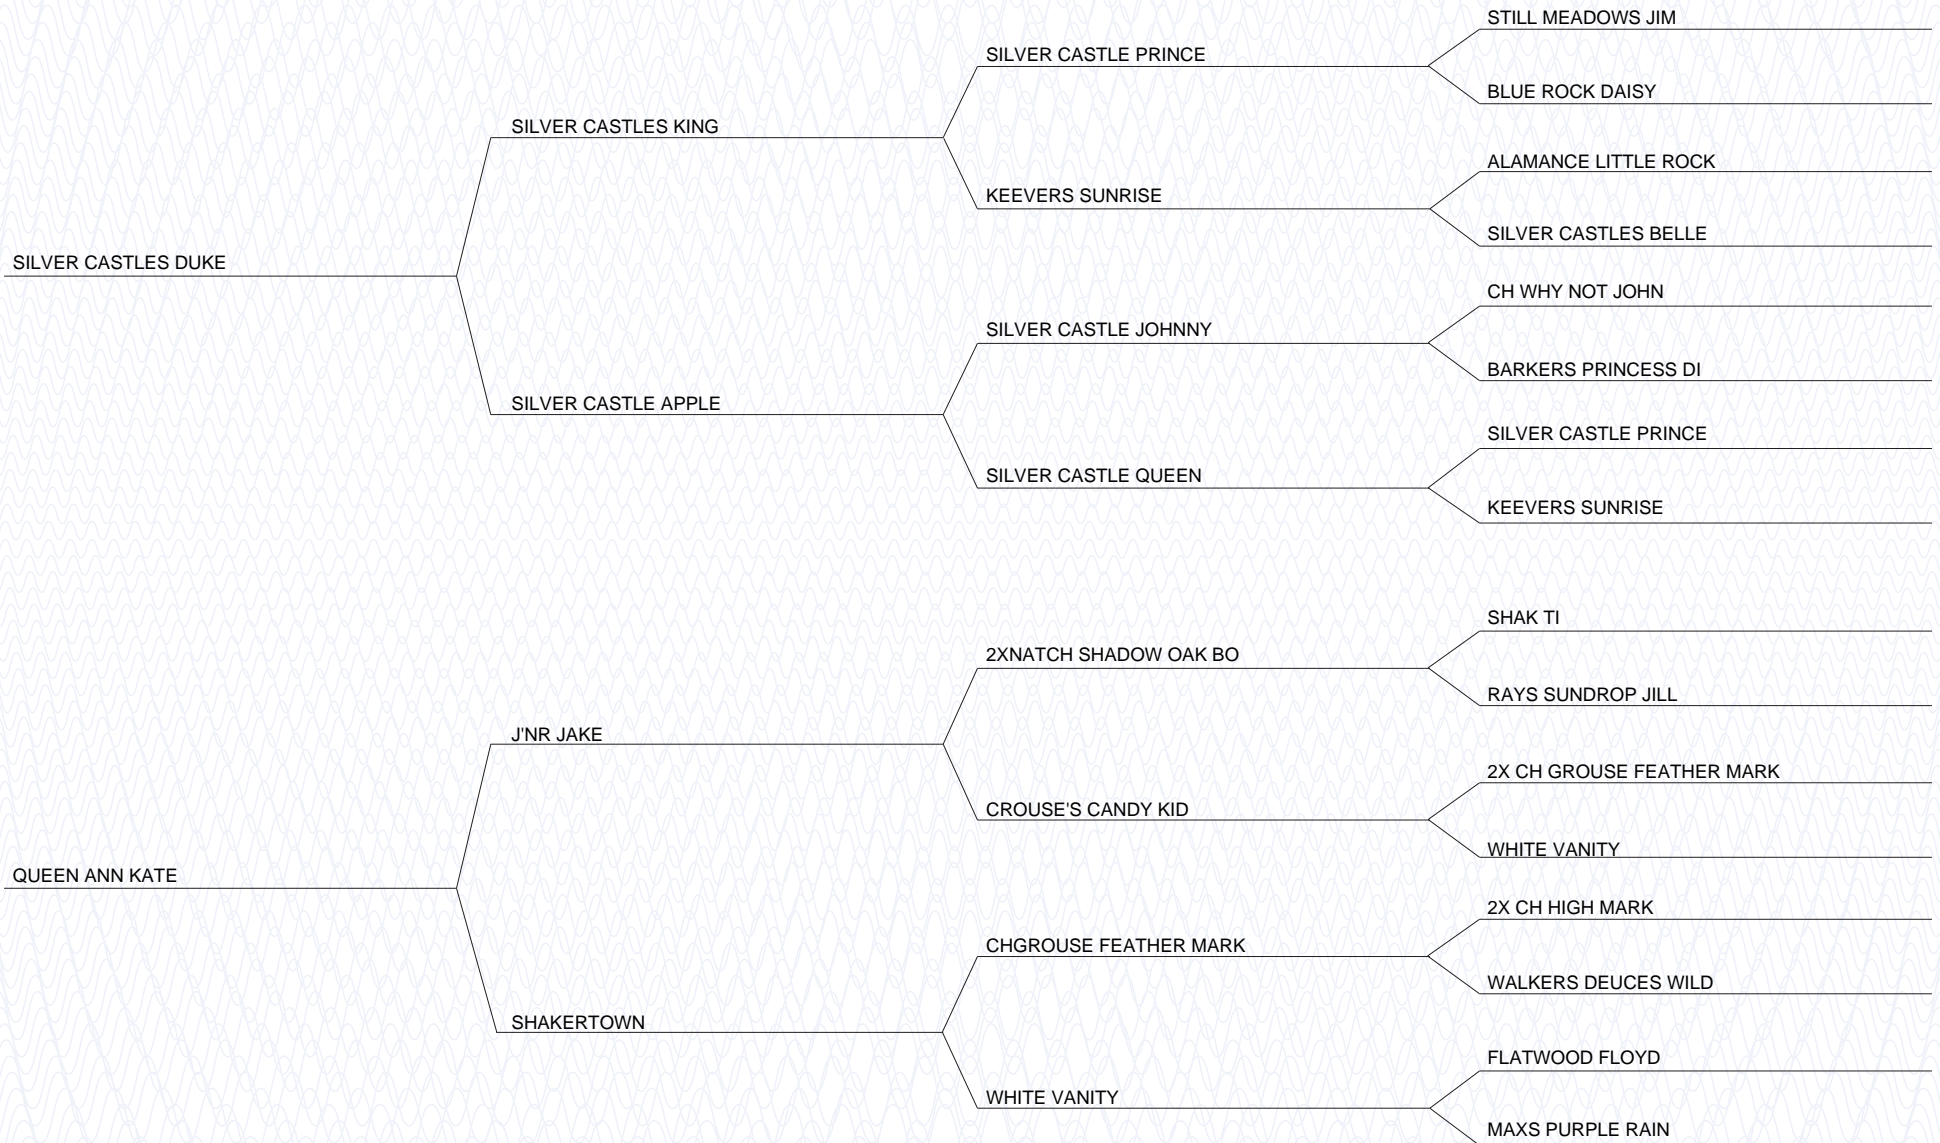 STILL MEADOWS JIM
SILVER CASTLE PRINCE
BLUE ROCK DAISY
SILVER CASTLES KING
ALAMANCE LITTLE ROCK
KEEVERS SUNRISE
SILVER CASTLES BELLE
SILVER CASTLES DUKE
CH WHY NOT JOHN
SILVER CASTLE JOHNNY
BARKERS PRINCESS DI
SILVER CASTLE APPLE
SILVER CASTLE PRINCE
SILVER CASTLE QUEEN
KEEVERS SUNRISE
SHAK TI
2XNATCH SHADOW OAK BO
RAYS SUNDROP JILL
J'NR JAKE
2X CH GROUSE FEATHER MARK
CROUSE'S CANDY KID
WHITE VANITY
QUEEN ANN KATE
2X CH HIGH MARK
CHGROUSE FEATHER MARK
WALKERS DEUCES WILD
SHAKERTOWN
FLATWOOD FLOYD
WHITE VANITY
MAXS PURPLE RAIN